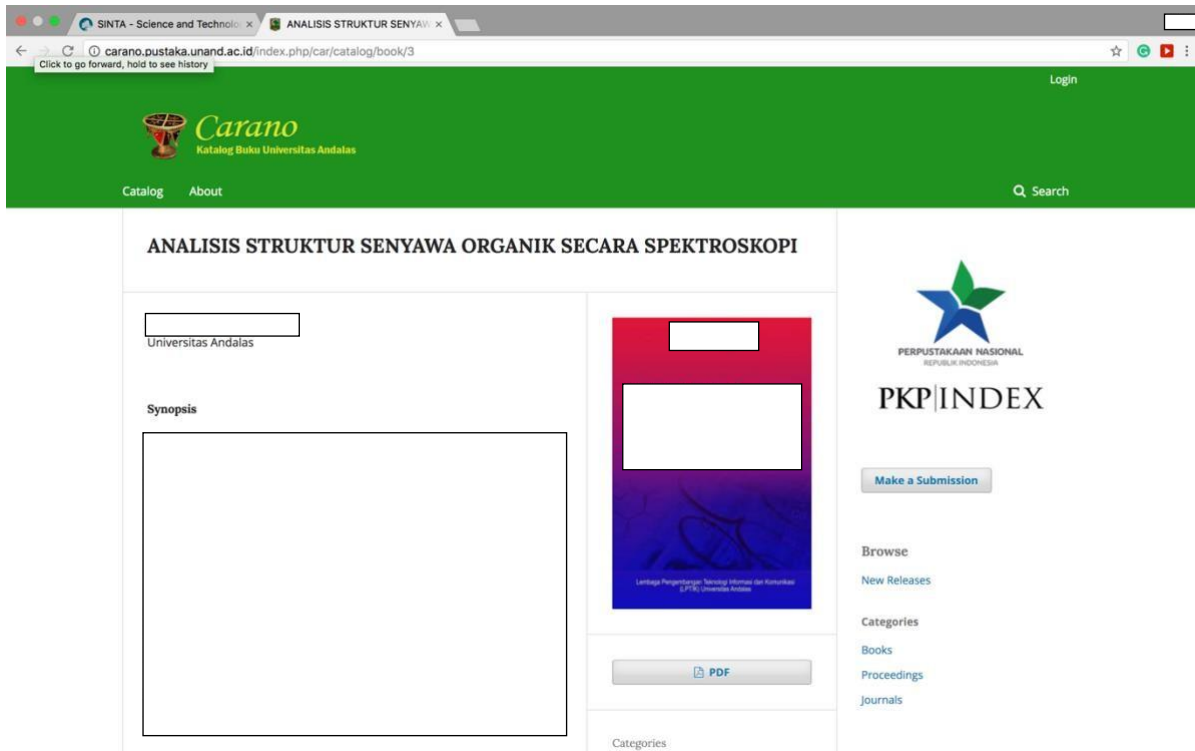 SINTA - Science and Technolo
ANALISIS STRUKTUR SENYAW
carano.pustaka.unand.ac.id/index.php/car/catalog/book/3
Click to go forward, hold to see history
Login
Carano
Katalog Buku Universitas Andalas
Catalog About Search
ANALISIS STRUKTUR SENYAWA ORGANIK SECARA SPEKTROSKOPI
Universitas Andalas
Synopsis
Lembaga Pengembangan Teknologi Informasi dan Komunikasi
(LPTIK) Universitas Andalas
PDF
Categories
PERPUSTAKAAN NASIONAL
REPUBLIK INDONESIA
PKP|INDEX
Make a Submission
Browse
New Releases
Categories
Books
Proceedings
Journals